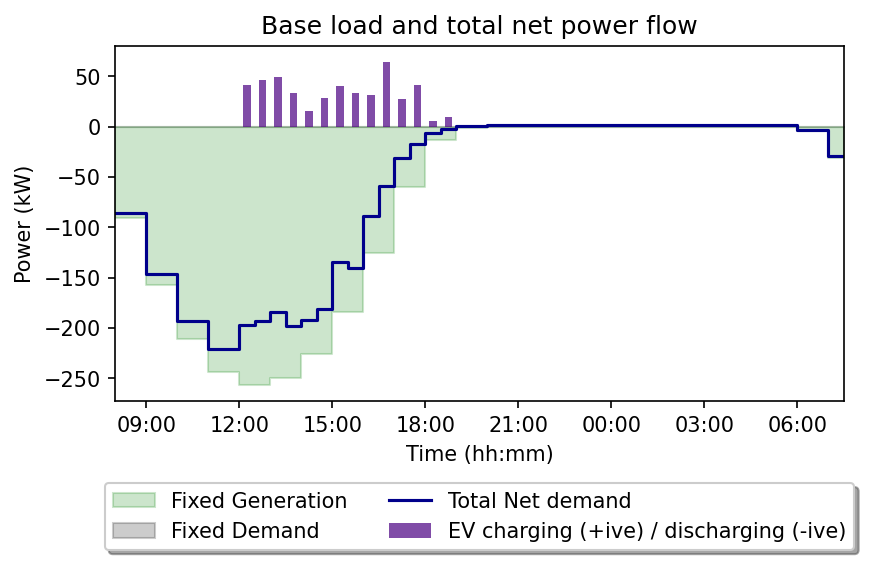 Base load and total net power flow
Power (kW)
50
0
−50
−100
−150
−200
−250
09:00 12:00 15:00 18:00 21:00 00:00 03:00 06:00
Time (hh:mm)
Fixed Generation
Fixed Demand
Total Net demand
EV charging (+ive) / discharging (-ive)